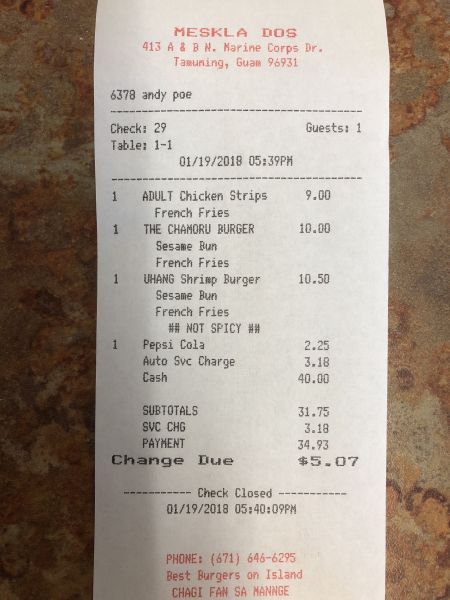 MESKLA DOS
413 A & B N. Marine Corps Dr.
Tamuning, Guam 96931
6378 andy poe
Check: 29 Guests: 1
Table: 1-1
01/19/2018 05:39PM
1 ADULT Chicken Strips 9.00
French Fries
1 THE CHAMORU BURGER 10.00
Sesame Bun
French Fries
1 UHANG Shrimp Burger 10.50
Sesame Bun
French Fries
## NOT SPICY ##
1 Pepsi Cola 2.25
Auto Svc Charge 3.18
Cash 40.00
SUBTOTALS 31.75
SVC CHG 3.18
PAYMENT 34.93
Change Due $5.07
----------- Check Closed -----------
01/19/2018 05:40:09PM
PHONE: (671) 646-6295
Best Burgers on Island
CHAGI FAN SA MANNGE